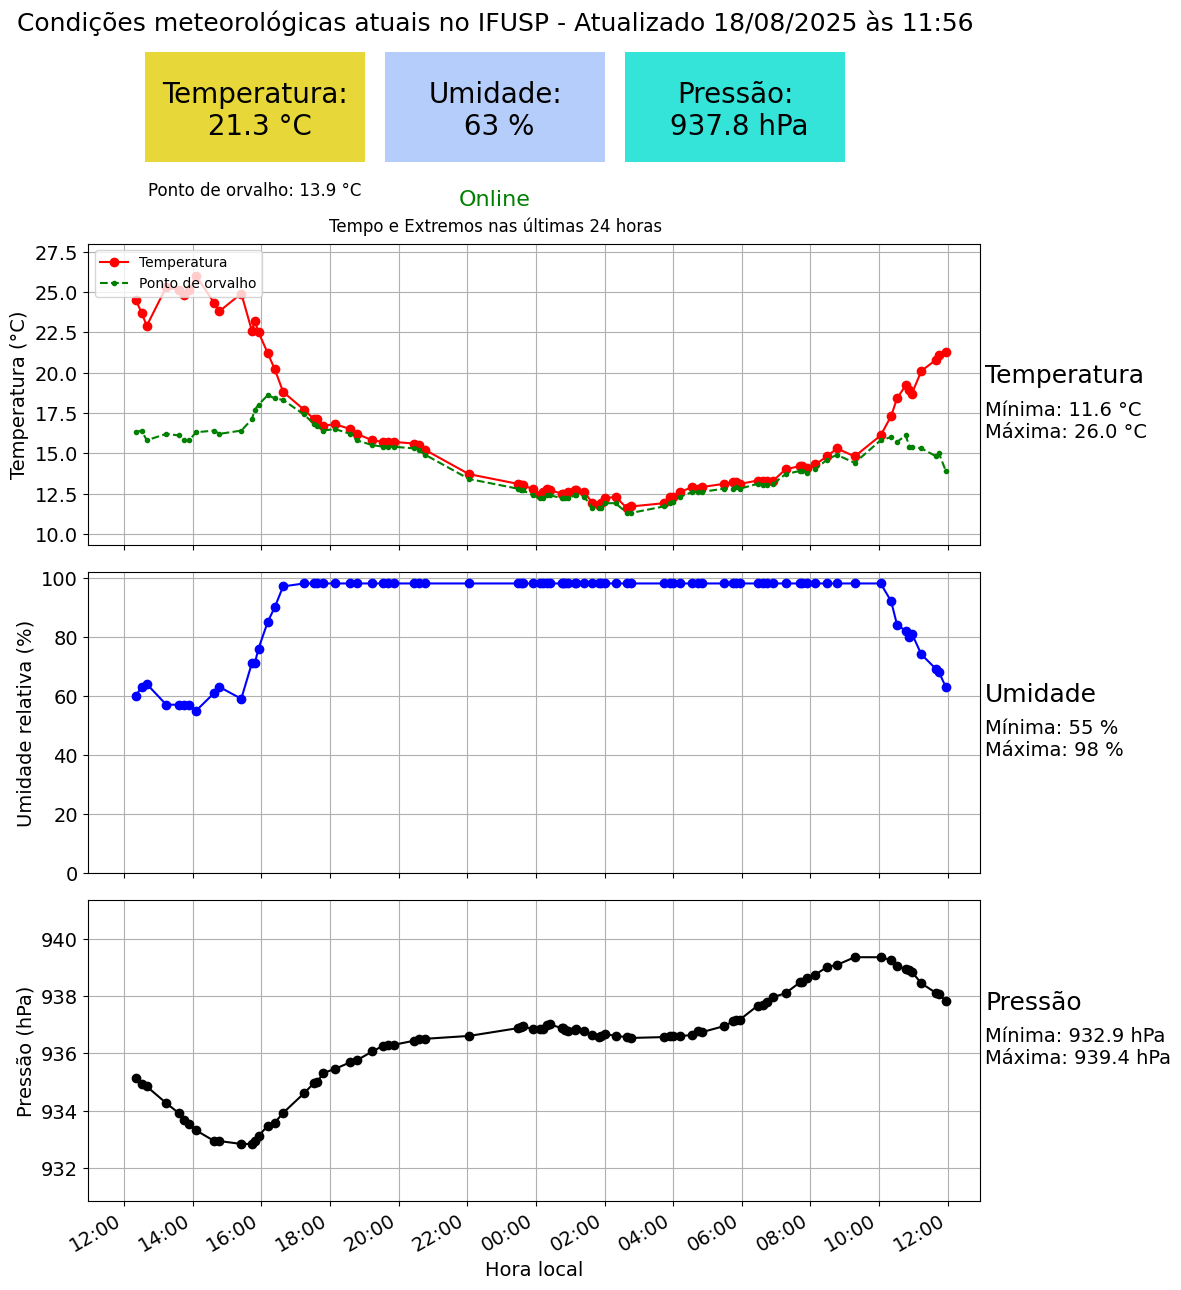 Condições meteorológicas atuais no IFUSP - Atualizado 18/08/2025 às 11:56
Temperatura:
21.3 °C
Umidade:
63 %
Pressão:
937.8 hPa
Ponto de orvalho: 13.9 °C
Online
Tempo e Extremos nas últimas 24 horas
Temperatura
Ponto de orvalho
Temperatura (°C)
27.5
25.0
22.5
20.0
17.5
15.0
12.5
10.0
Temperatura
Mínima: 11.6 °C
Máxima: 26.0 °C
Umidade relativa (%)
100
80
60
40
20
0
Umidade
Mínima: 55 %
Máxima: 98 %
Pressão (hPa)
940
938
936
934
932
Pressão
Mínima: 932.9 hPa
Máxima: 939.4 hPa
12:00
14:00
16:00
18:00
20:00
22:00
00:00
02:00
04:00
06:00
08:00
10:00
12:00
Hora local